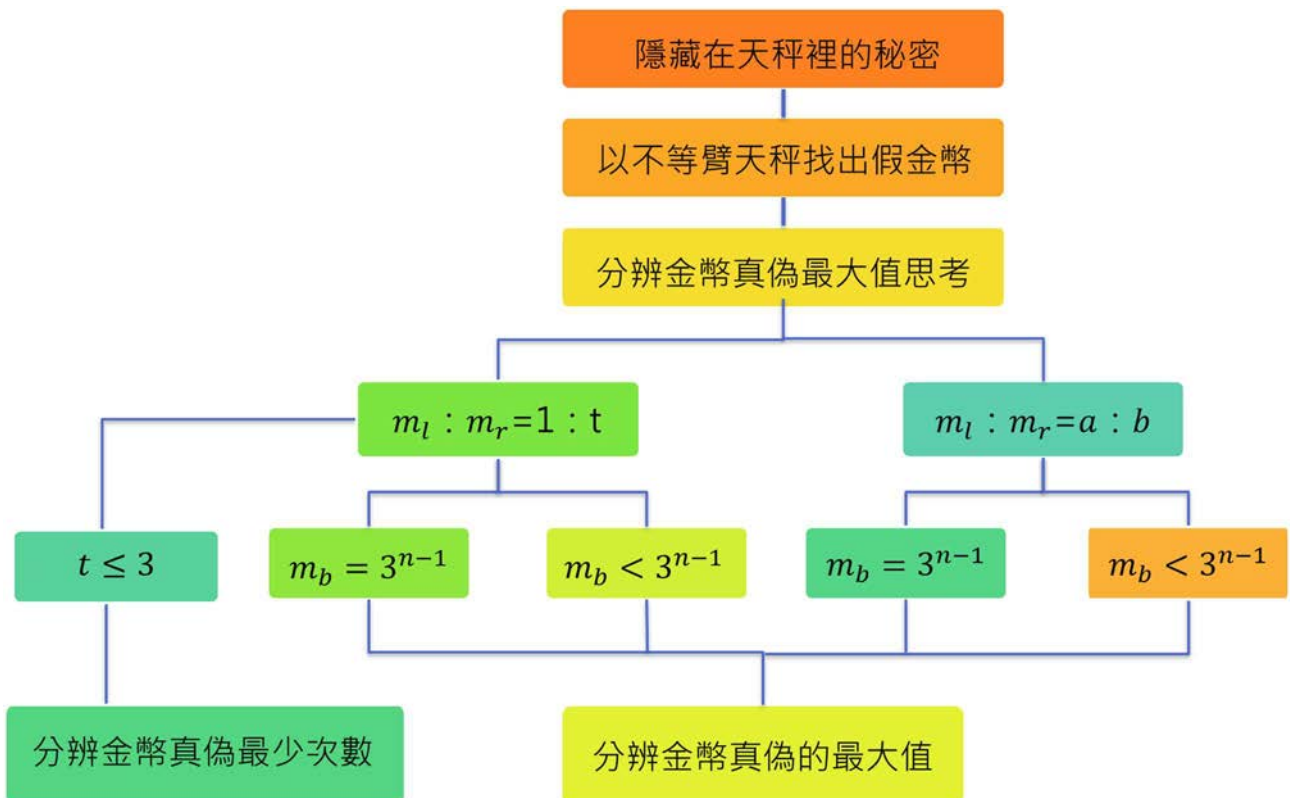 隱藏在天秤裡的秘密
以不等臂天秤找出假金幣
分辨金幣真偽最大值思考
m_l：m_r=1：t
m_l：m_r=a：b
t ≤ 3
m_b = 3^{n−1}
m_b < 3^{n−1}
m_b = 3^{n−1}
m_b < 3^{n−1}
分辨金幣真偽最少次數
分辨金幣真偽的最大值